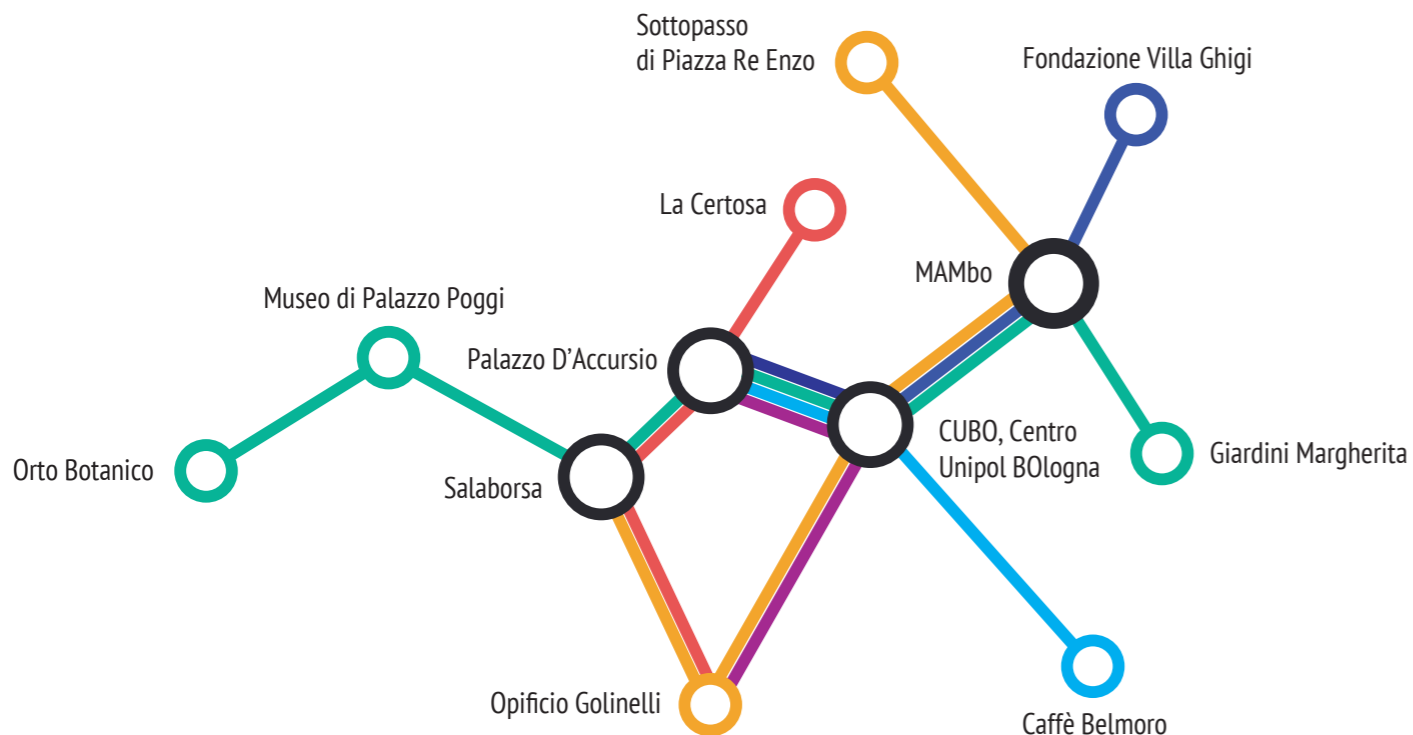 Sottopasso
di Piazza Re Enzo
Fondazione Villa Ghigi
La Certosa
MAMbo
Museo di Palazzo Poggi
Palazzo D’Accursio
CUBO, Centro
Unipol BOlogna
Giardini Margherita
Orto Botanico
Salaborsa
Opificio Golinelli
Caffè Belmoro